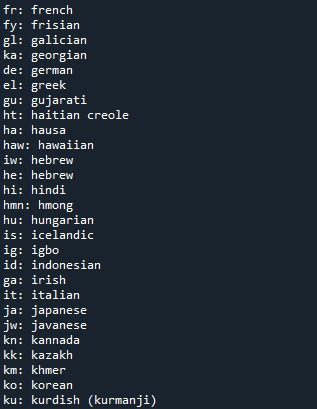 fr: french
fy: frisian
gl: galician
ka: georgian
de: german
el: greek
gu: gujarati
ht: haitian creole
ha: hausa
haw: hawaiian
iw: hebrew
he: hebrew
hi: hindi
hmn: hmong
hu: hungarian
is: icelandic
ig: igbo
id: indonesian
ga: irish
it: italian
ja: japanese
jw: javanese
kn: kannada
kk: kazakh
km: khmer
ko: korean
ku: kurdish (kurmanji)